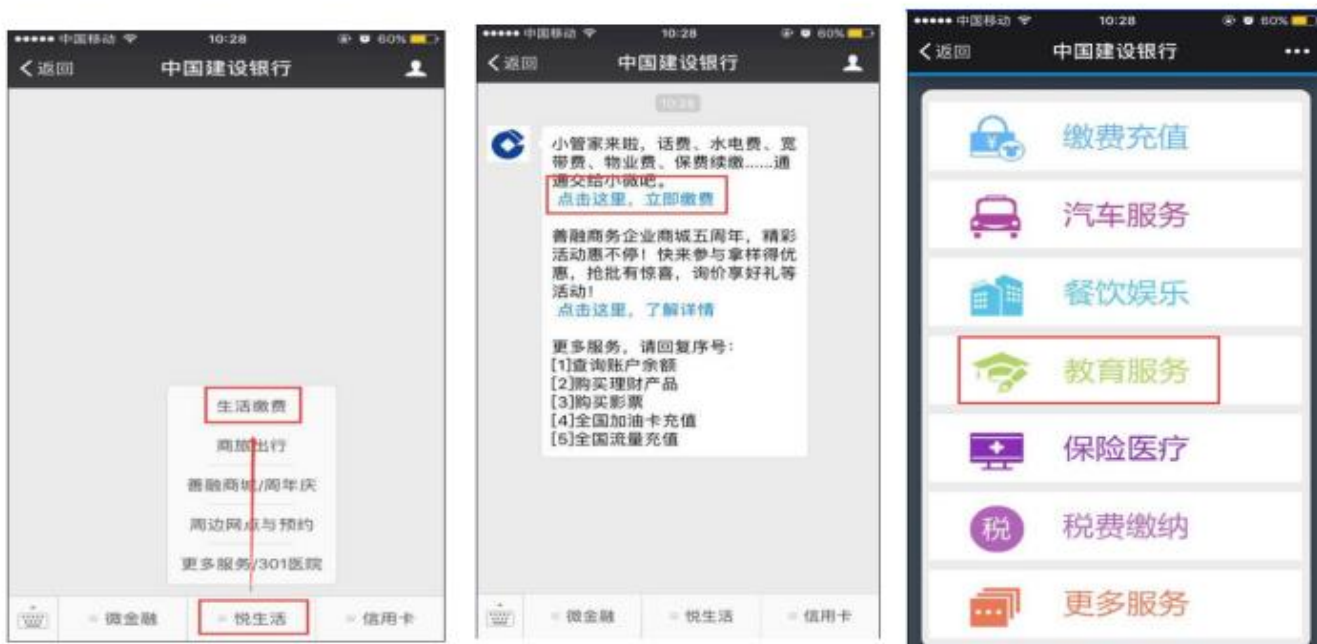 中国移动 10:28 60%
返回 中国建设银行
生活缴费
商旅出行
善融商城/周年庆
周边网点与预约
更多服务/301医院
微金融 悦生活 信用卡
中国移动 10:28 60%
返回 中国建设银行
10:28
小管家来啦，话费、水电费、宽
带费、物业费、保费续缴......通
通交给小微吧。
点击这里，立即缴费
善融商务企业商城五周年，精彩
活动惠不停！快来参与拿样得优
惠，抢批有惊喜，询价享好礼等
活动！
点击这里，了解详情
更多服务，请回复序号：
[1]查询账户余额
[2]购买理财产品
[3]购买影票
[4]全国加油卡充值
[5]全国流量充值
微金融 悦生活 信用卡
中国移动 10:28 60%
返回 中国建设银行
缴费充值
汽车服务
餐饮娱乐
教育服务
保险医疗
税 税费缴纳
更多服务